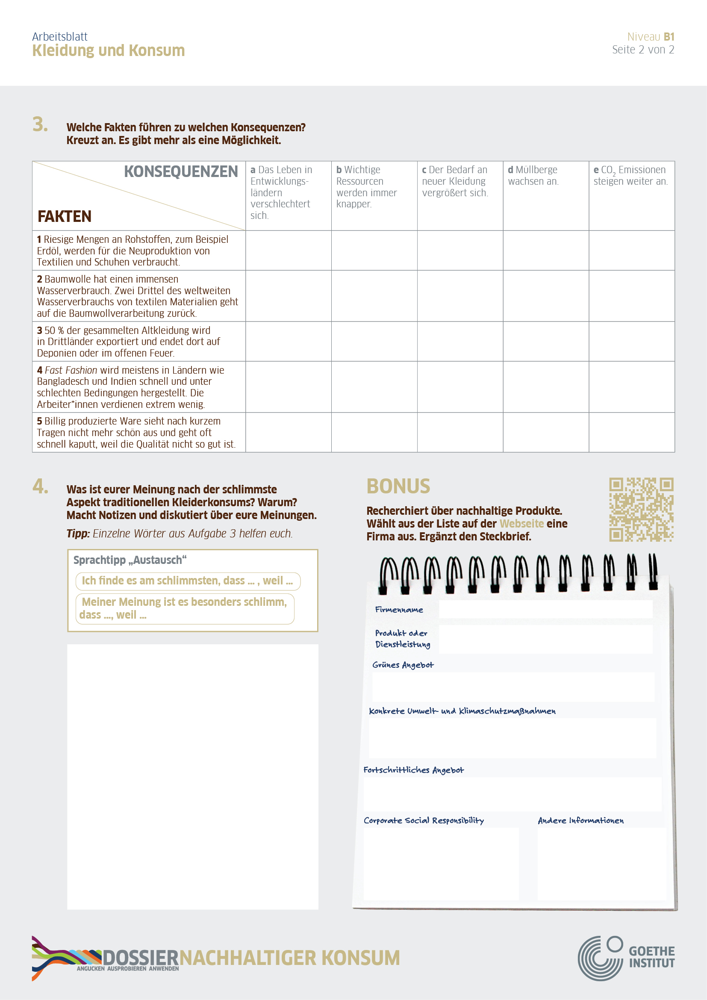 Arbeitsblatt
Kleidung und Konsum
Niveau B1
Seite 2 von 2
3.
Welche Fakten führen zu welchen Konsequenzen?
Kreuzt an. Es gibt mehr als eine Möglichkeit.
KONSEQUENZEN
FAKTEN
a Das Leben in
Entwicklungs-
ländern
verschlechtert
sich.
b Wichtige
Ressourcen
werden immer
knapper.
c Der Bedarf an
neuer Kleidung
vergrößert sich.
d Müllberge
wachsen an.
e CO2 Emissionen
steigen weiter an.
1 Riesige Mengen an Rohstoffen, zum Beispiel
Erdöl, werden für die Neuproduktion von
Textilien und Schuhen verbraucht.
2 Baumwolle hat einen immensen
Wasserverbrauch. Zwei Drittel des weltweiten
Wasserverbrauchs von textilen Materialien geht
auf die Baumwollverarbeitung zurück.
3 50 % der gesammelten Altkleidung wird
in Drittländer exportiert und endet dort auf
Deponien oder im offenen Feuer.
4 Fast Fashion wird meistens in Ländern wie
Bangladesch und Indien schnell und unter
schlechten Bedingungen hergestellt. Die
Arbeiter*innen verdienen extrem wenig.
5 Billig produzierte Ware sieht nach kurzem
Tragen nicht mehr schön aus und geht oft
schnell kaputt, weil die Qualität nicht so gut ist.
4.
Was ist eurer Meinung nach der schlimmste
Aspekt traditionellen Kleiderkonsums? Warum?
Macht Notizen und diskutiert über eure Meinungen.
Tipp: Einzelne Wörter aus Aufgabe 3 helfen euch.
Sprachtipp „Austausch“
Ich finde es am schlimmsten, dass ... , weil ...
Meiner Meinung ist es besonders schlimm,
dass ..., weil ...
BONUS
Recherchiert über nachhaltige Produkte.
Wählt aus der Liste auf der Webseite eine
Firma aus. Ergänzt den Steckbrief.
Firmenname
Produkt oder
Dienstleistung
Grünes Angebot
Konkrete Umwelt- und Klimaschutzmaßnahmen
Fortschrittliches Angebot
Corporate Social Responsibility
Andere Informationen
DOSSIERNACHHALTIGER KONSUM
ANGUCKEN AUSPROBIEREN ANWENDEN
GOETHE
INSTITUT